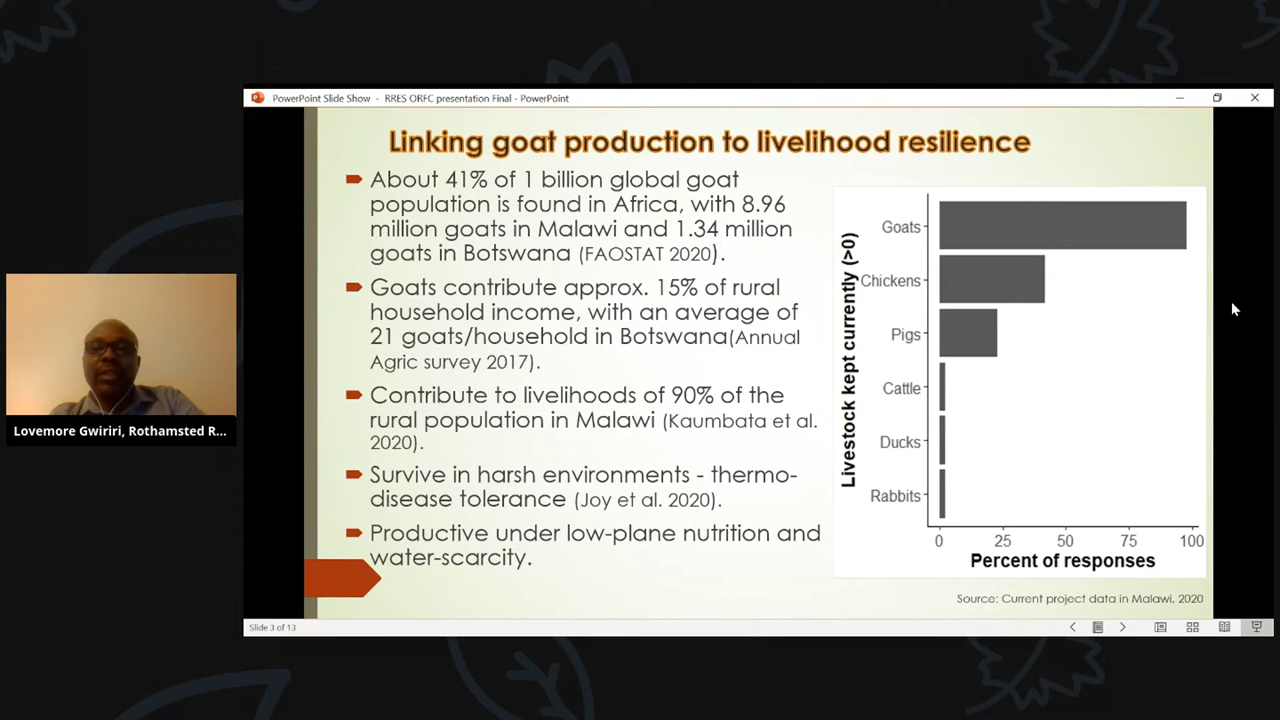 PowerPoint Slide Show - RRES ORFC presentation Final - PowerPoint
Linking goat production to livelihood resilience
About 41% of 1 billion global goat
population is found in Africa, with 8.96
million goats in Malawi and 1.34 million
goats in Botswana (FAOSTAT 2020).
Goats contribute approx. 15% of rural
household income, with an average of
21 goats/household in Botswana(Annual
Agric survey 2017).
Contribute to livelihoods of 90% of the
rural population in Malawi (Kaumbata et al.
2020).
Survive in harsh environments - thermo-
disease tolerance (Joy et al. 2020).
Productive under low-plane nutrition and
water-scarcity.
Livestock kept currently (>0)
Goats
Chickens
Pigs
Cattle
Ducks
Rabbits
0 25 50 75 100
Percent of responses
Source: Current project data in Malawi, 2020
Slide 3 of 13
Lovemore Gwiriri, Rothamsted R...